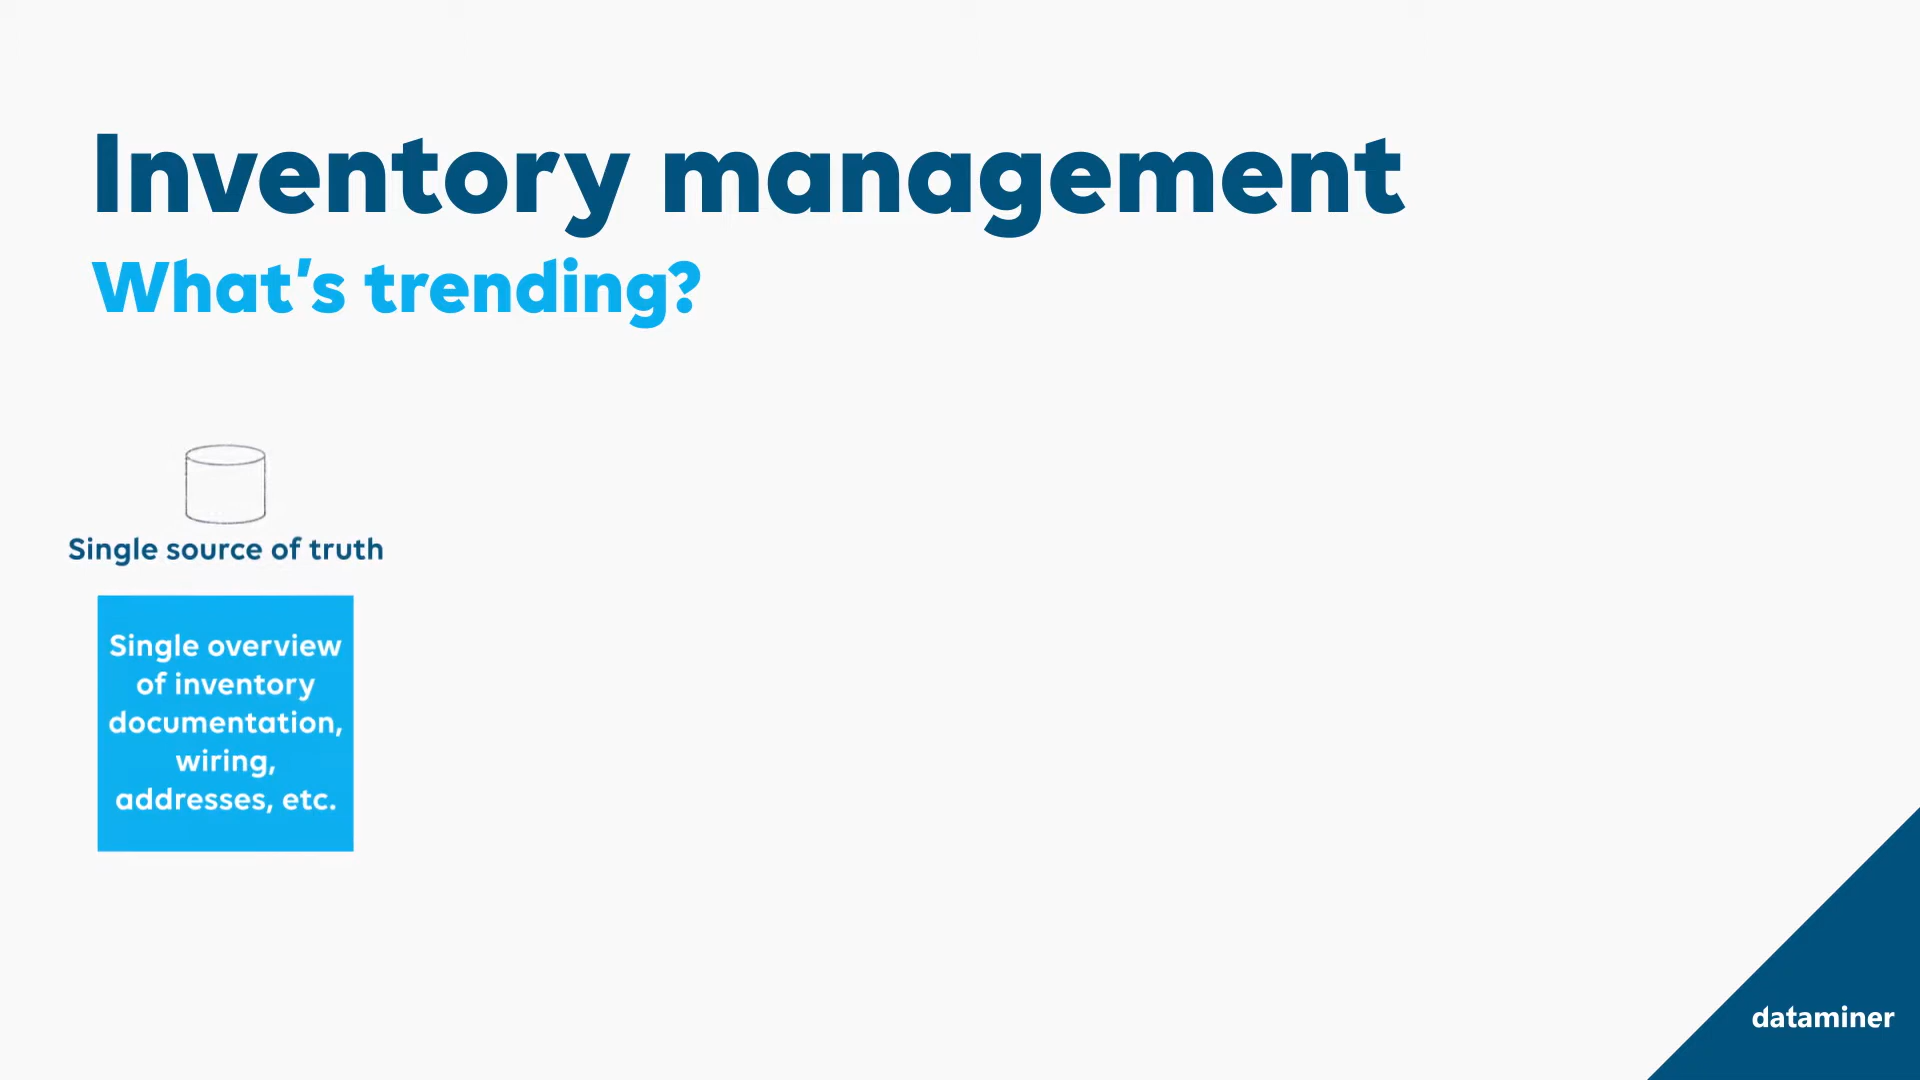 Inventory management
What's trending?
Single source of truth
Single overview
of inventory
documentation,
wiring,
addresses, etc.
dataminer